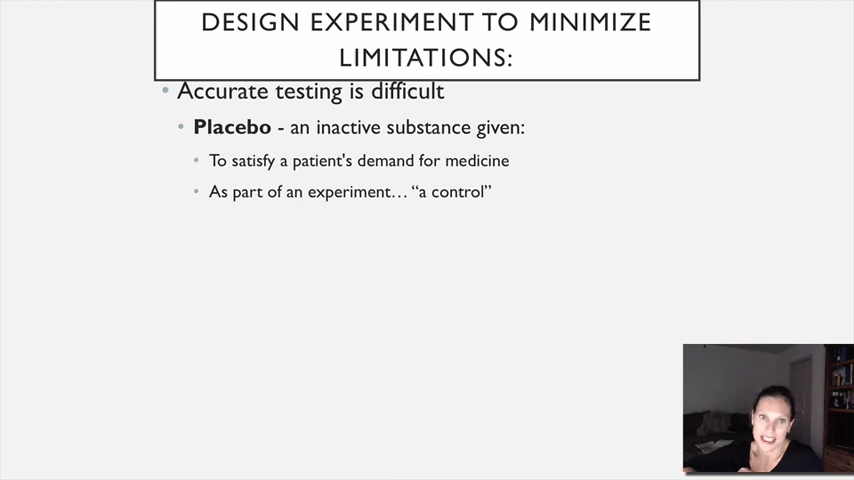 DESIGN EXPERIMENT TO MINIMIZE
LIMITATIONS:
• Accurate testing is difficult
• Placebo - an inactive substance given:
• To satisfy a patient's demand for medicine
• As part of an experiment… “a control”